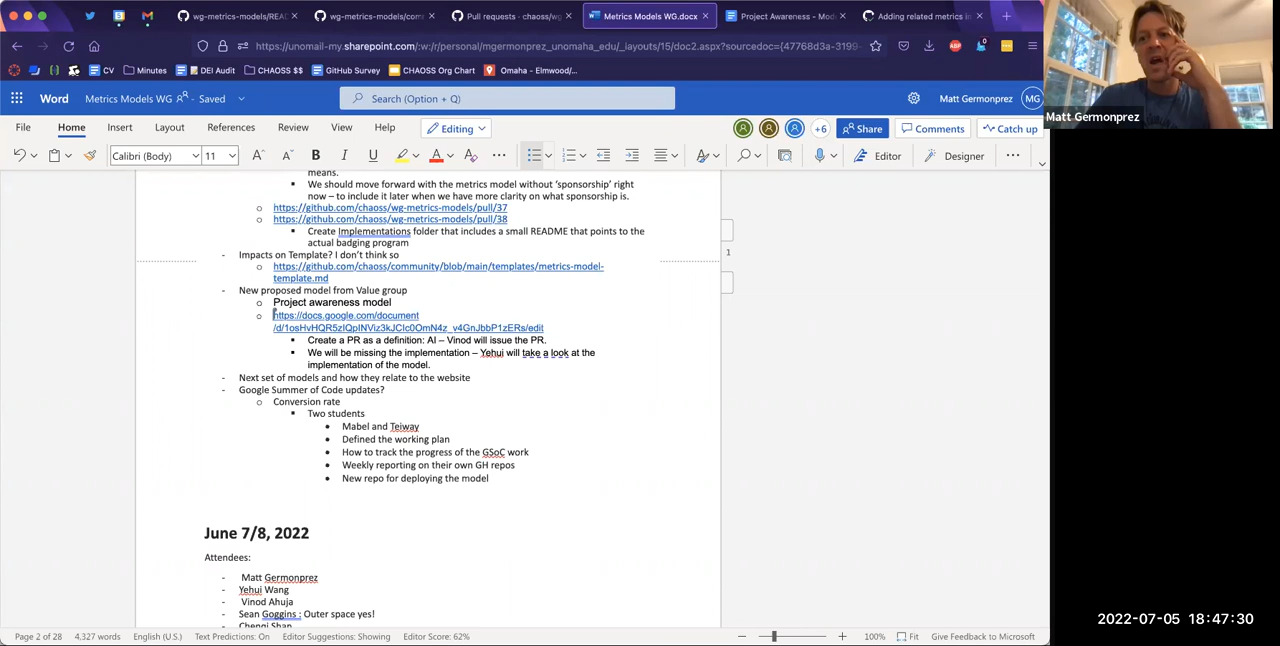 wg-metrics-models/REA
wg-metrics-models/com
Pull requests · chaoss/wg
Metrics Models WG.docx
Project Awareness - Mod
Adding related metrics in
https://unomail-my.sharepoint.com/:w:/r/personal/mgermonprez_unomaha_edu/_layouts/15/doc2.aspx?sourcedoc={47768d3a-3199-
CV
Minutes
DEI Audit
CHAOSS $$
GitHub Survey
CHAOSS Org Chart
Omaha - Elmwood/...
Matt Germonprez
Word
Metrics Models WG - Saved
Search (Option + Q)
Matt Germonprez
MG
File Home Insert Layout References Review View Help
Editing
+6
Share
Comments
Catch up
Calibri (Body)
11
Editor
Designer
means.
We should move forward with the metrics model without ‘sponsorship’ right
now – to include it later when we have more clarity on what sponsorship is.
https://github.com/chaoss/wg-metrics-models/pull/37
https://github.com/chaoss/wg-metrics-models/pull/38
Create Implementations folder that includes a small README that points to the
actual badging program
1
- Impacts on Template? I don’t think so
https://github.com/chaoss/community/blob/main/templates/metrics-model-
template.md
- New proposed model from Value group
Project awareness model
https://docs.google.com/document
/d/1osHvHQR5zIQpINViz3kJCIc0OmN4z_v4GnJbbP1zERs/edit
Create a PR as a definition: AI – Vinod will issue the PR.
We will be missing the implementation – Yehui will take a look at the
implementation of the model.
- Next set of models and how they relate to the website
- Google Summer of Code updates?
Conversion rate
Two students
Mabel and Teiway
Defined the working plan
How to track the progress of the GSoC work
Weekly reporting on their own GH repos
New repo for deploying the model
June 7/8, 2022
Attendees:
- Matt Germonprez
- Yehui Wang
- Vinod Ahuja
- Sean Goggins : Outer space yes!
- Chengi Shan
2022-07-05 18:47:30
Page 2 of 28
4,327 words
English (U.S.)
Text Predictions: On
Editor Suggestions: Showing
Editor Score: 62%
100%
Fit
Give Feedback to Microsoft